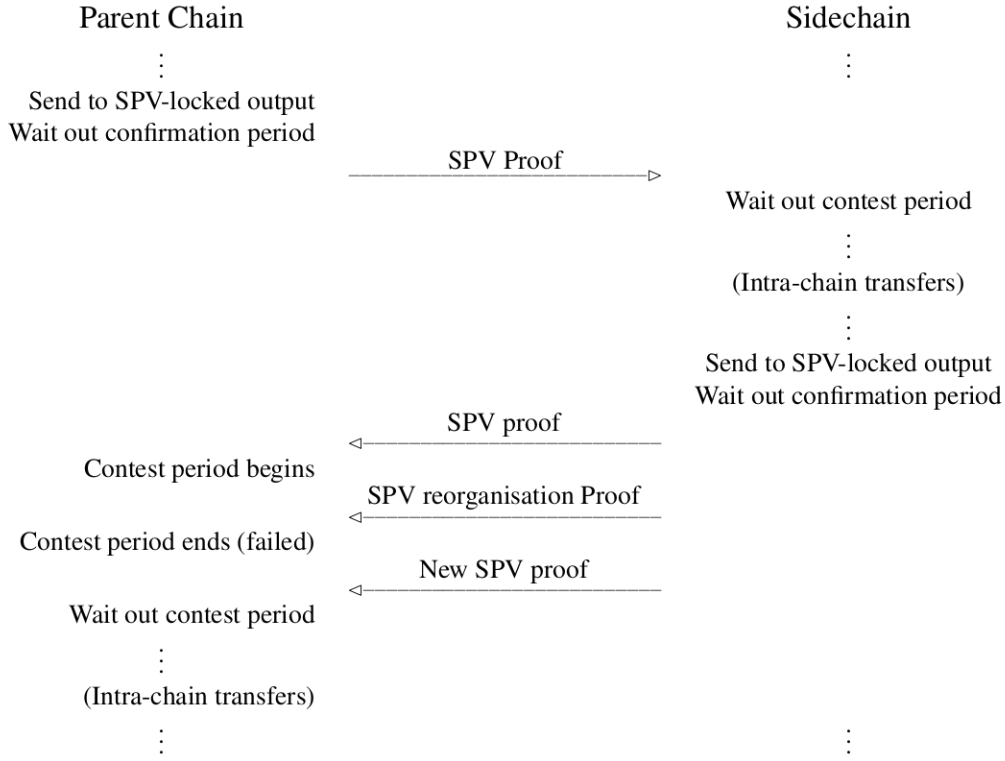 Parent Chain
Sidechain
Send to SPV-locked output
Wait out confirmation period
SPV Proof
Wait out contest period
(Intra-chain transfers)
Send to SPV-locked output
Wait out confirmation period
SPV proof
Contest period begins
SPV reorganisation Proof
Contest period ends (failed)
New SPV proof
Wait out contest period
(Intra-chain transfers)